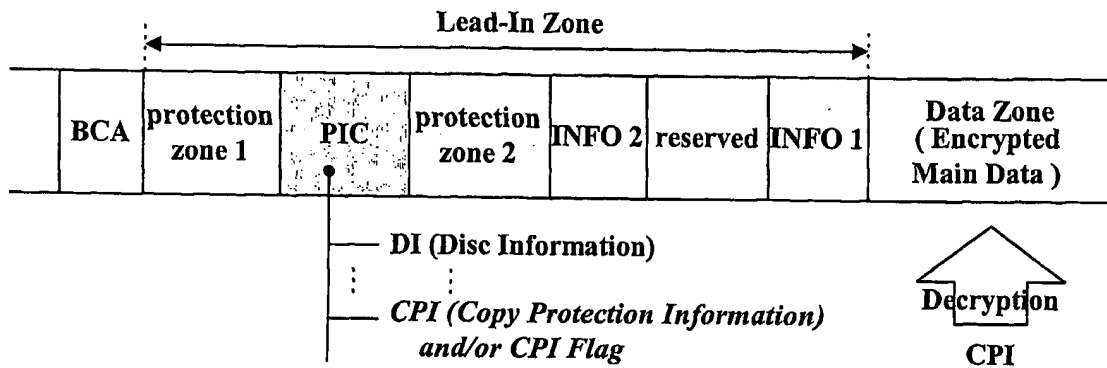 Lead-In Zone
BCA
protection
zone 1
PIC
protection
zone 2
INFO 2
reserved
INFO 1
Data Zone
( Encrypted
Main Data )
DI (Disc Information)
CPI (Copy Protection Information)
and/or CPI Flag
Decryption
CPI